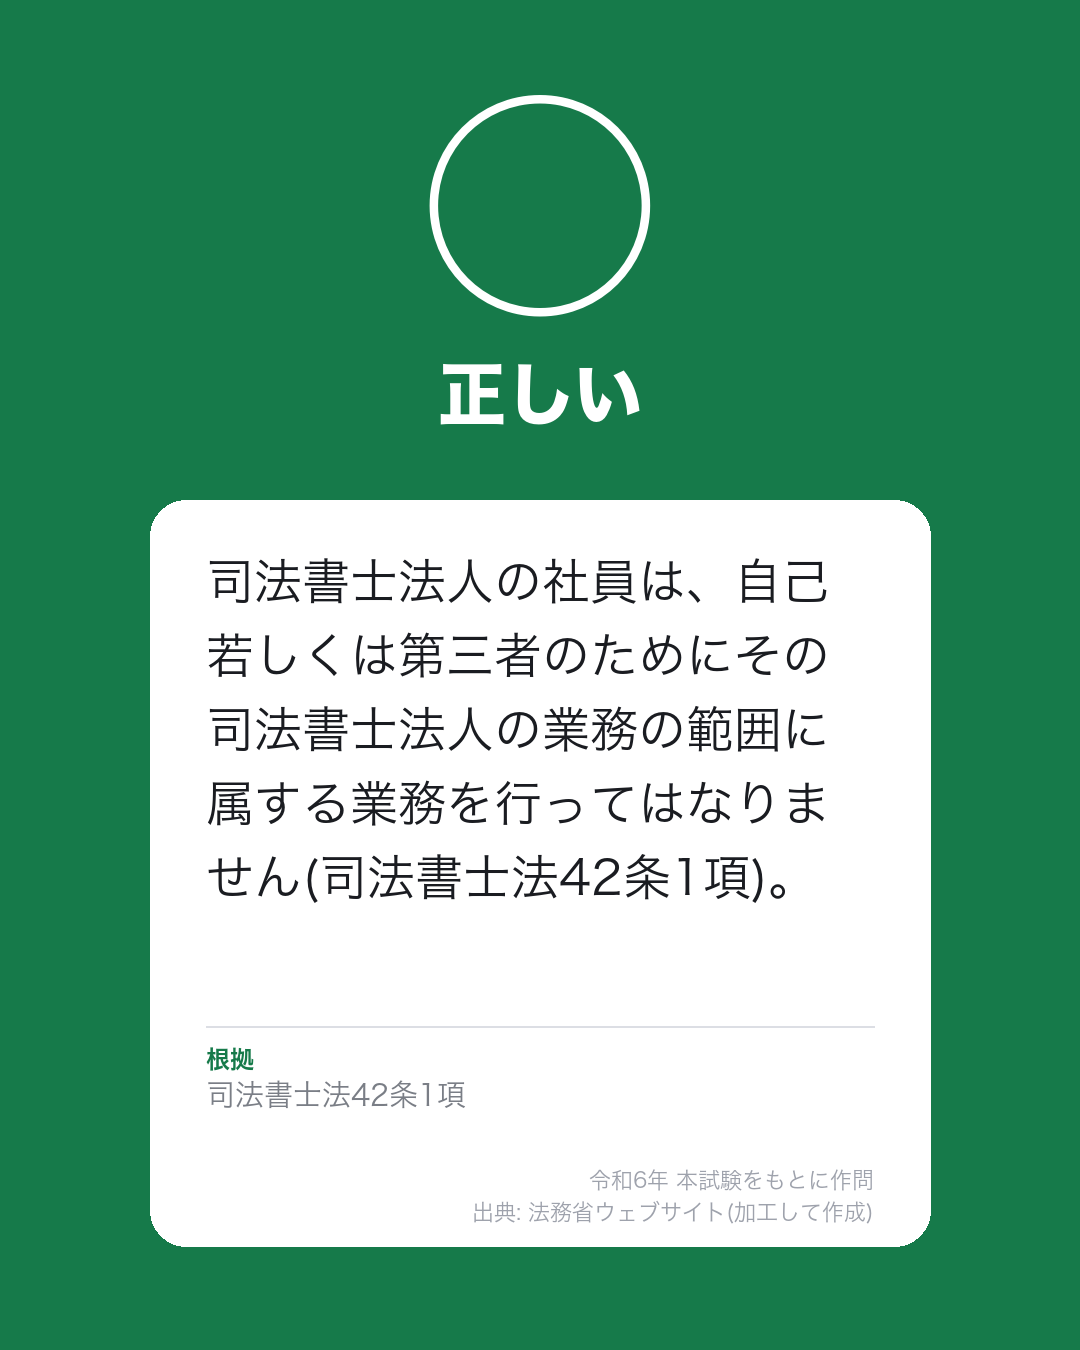 正しい
司法書士法人の社員は、自己
若しくは第三者のためにその
司法書士法人の業務の範囲に
属する業務を行ってはなりま
せん(司法書士法42条1項)。
根拠
司法書士法42条1項
令和6年 本試験をもとに作問
出典: 法務省ウェブサイト(加工して作成)